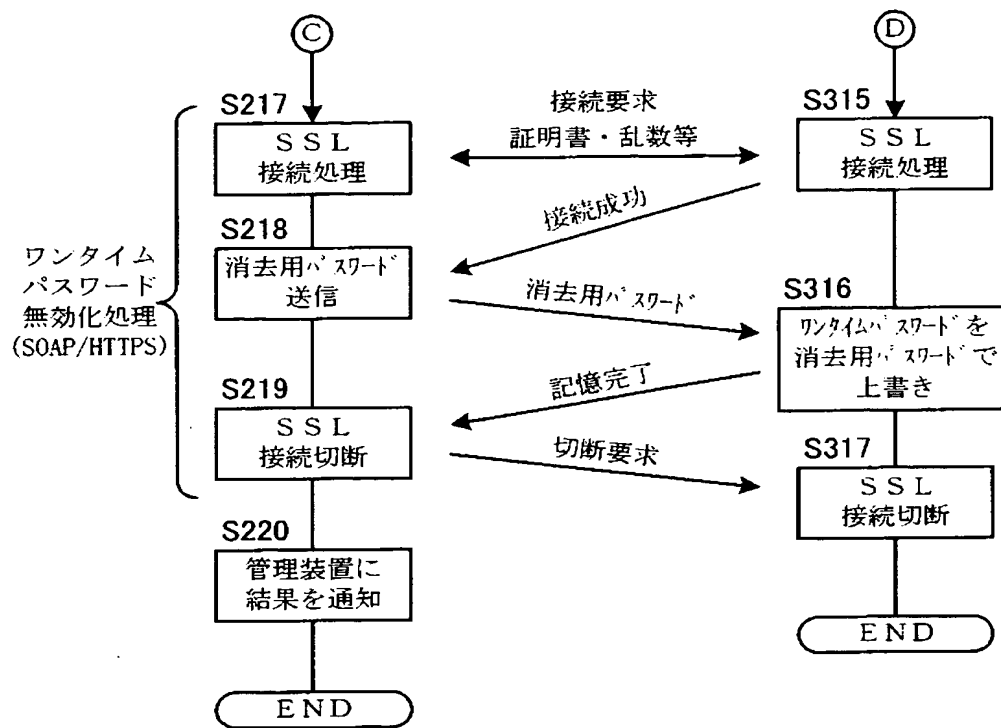 C
D
S217
SSL
接続処理
接続要求
証明書・乱数等
S315
SSL
接続処理
接続成功
S218
消去用ﾊﾟｽﾜｰﾄﾞ
送信
消去用ﾊﾟｽﾜｰﾄﾞ
ワンタイム
パスワード
無効化処理
(SOAP/HTTPS)
S316
ﾜﾝﾀｲﾑﾊﾟｽﾜｰﾄﾞを
消去用ﾊﾟｽﾜｰﾄﾞで
上書き
記憶完了
S219
SSL
接続切断
切断要求
S317
SSL
接続切断
S220
管理装置に
結果を通知
END
END